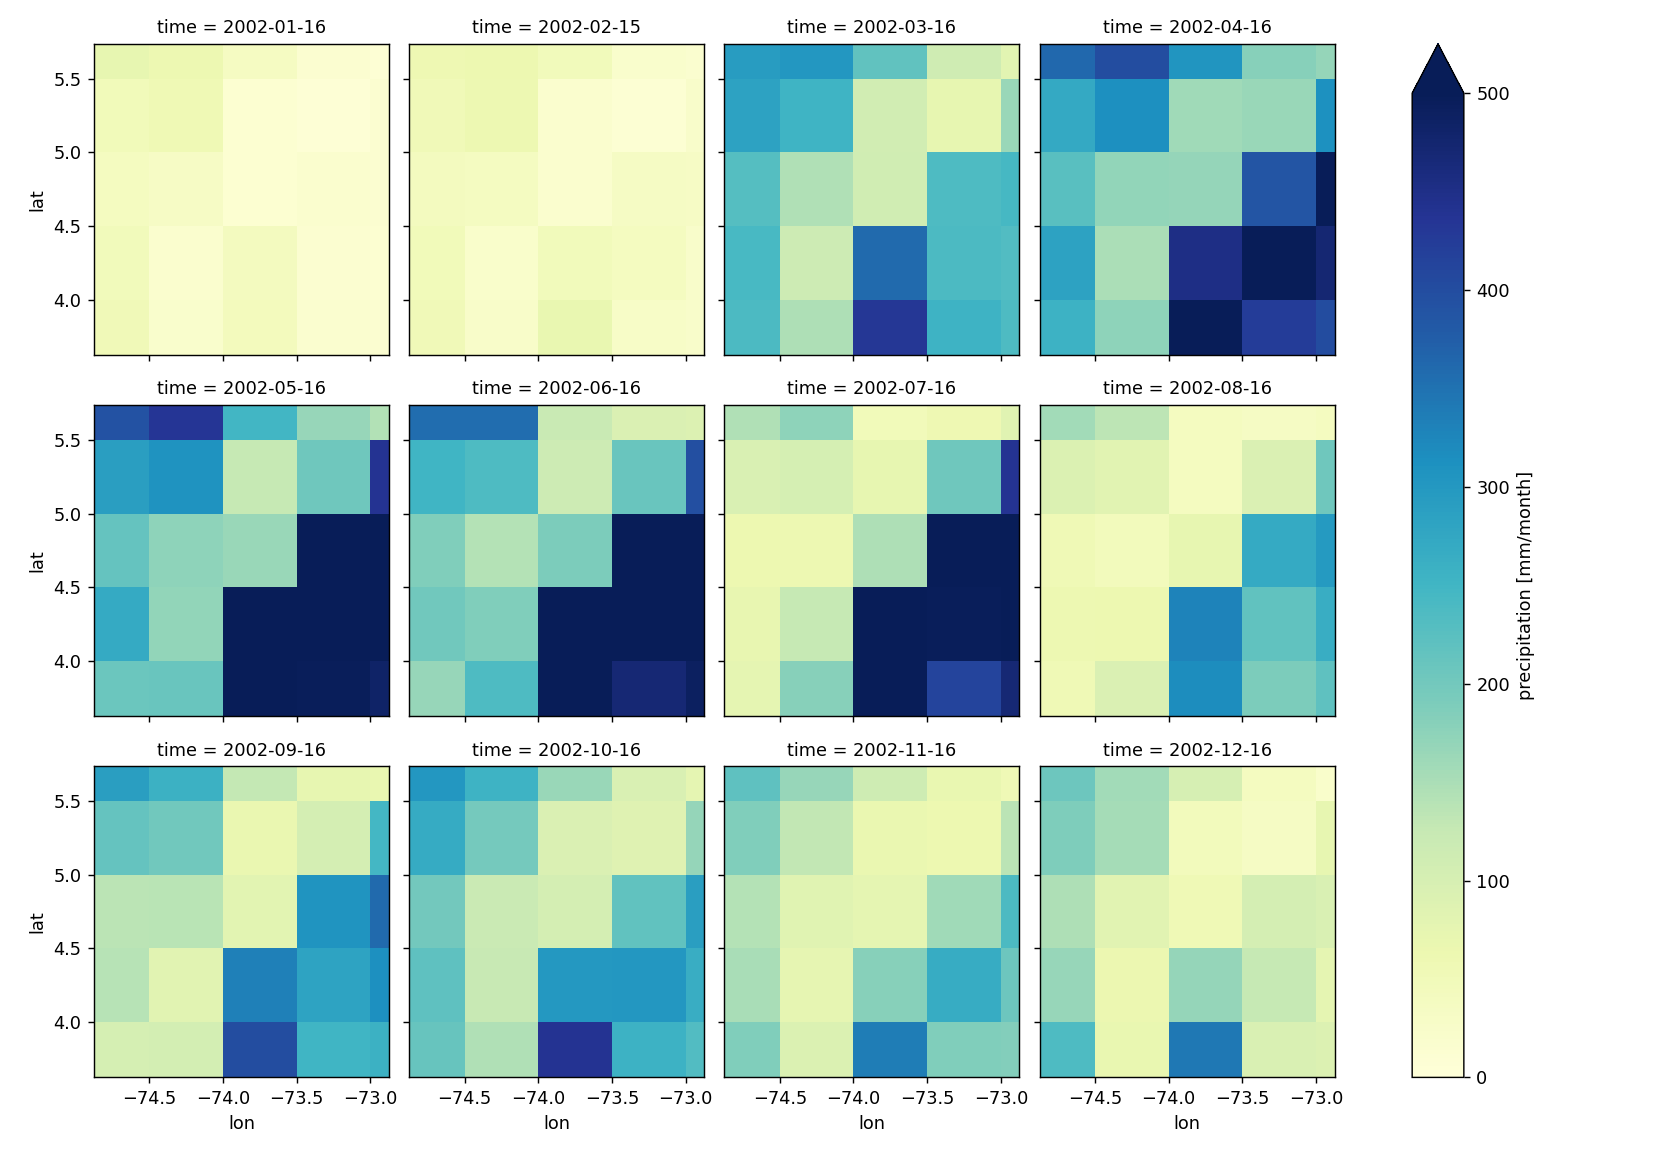 time = 2002-01-16 time = 2002-02-15 time = 2002-03-16 time = 2002-04-16
5.5
5.0
4.5
4.0
lat
time = 2002-05-16 time = 2002-06-16 time = 2002-07-16 time = 2002-08-16
5.5
5.0
4.5
4.0
lat
time = 2002-09-16 time = 2002-10-16 time = 2002-11-16 time = 2002-12-16
5.5
5.0
4.5
4.0
lat
−74.5 −74.0 −73.5 −73.0 −74.5 −74.0 −73.5 −73.0 −74.5 −74.0 −73.5 −73.0 −74.5 −74.0 −73.5 −73.0
lon lon lon lon
500
400
300
200
100
0
precipitation [mm/month]